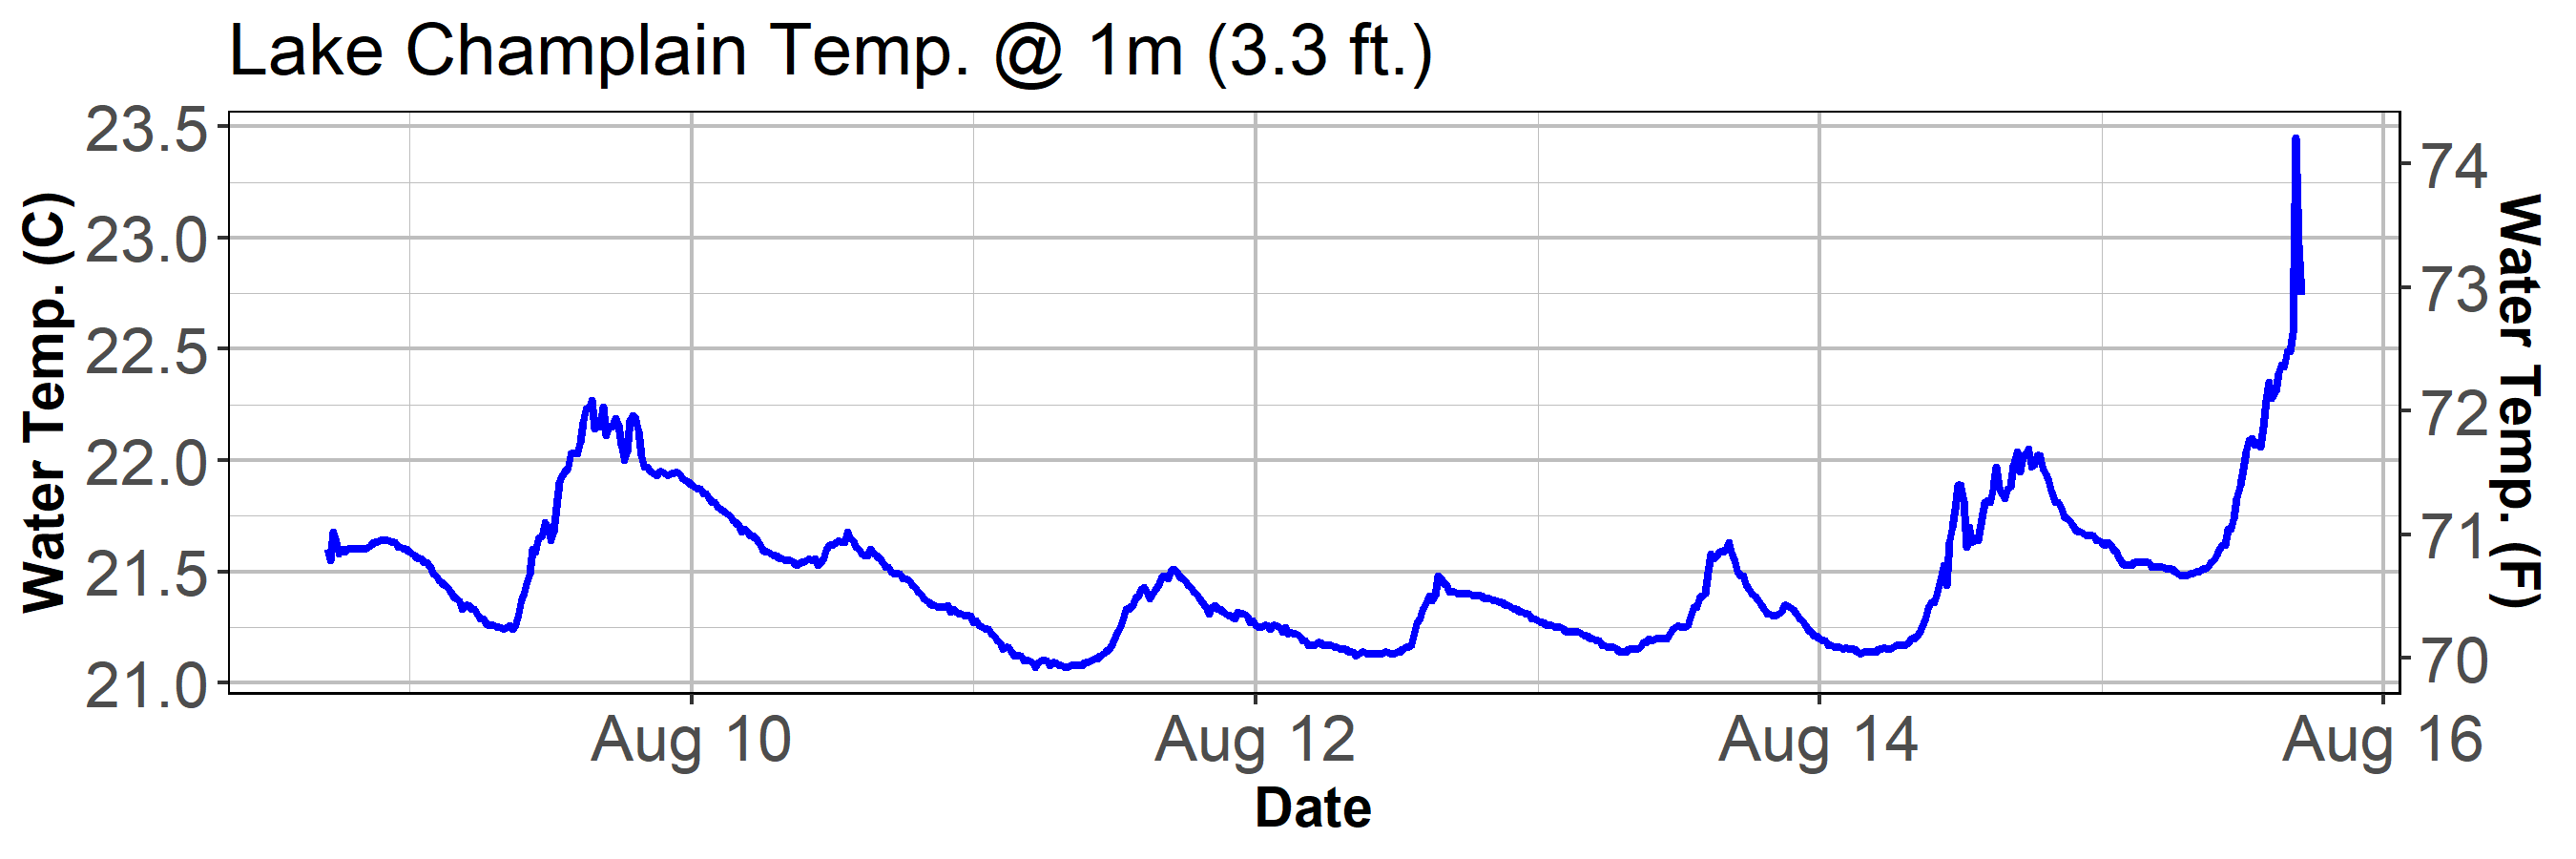 Lake Champlain Temp. @ 1m (3.3 ft.)
23.5
23.0
22.5
22.0
21.5
21.0
Water Temp. (C)
74
73
72
71
70
Water Temp. (F)
Aug 10
Aug 12
Aug 14
Aug 16
Date